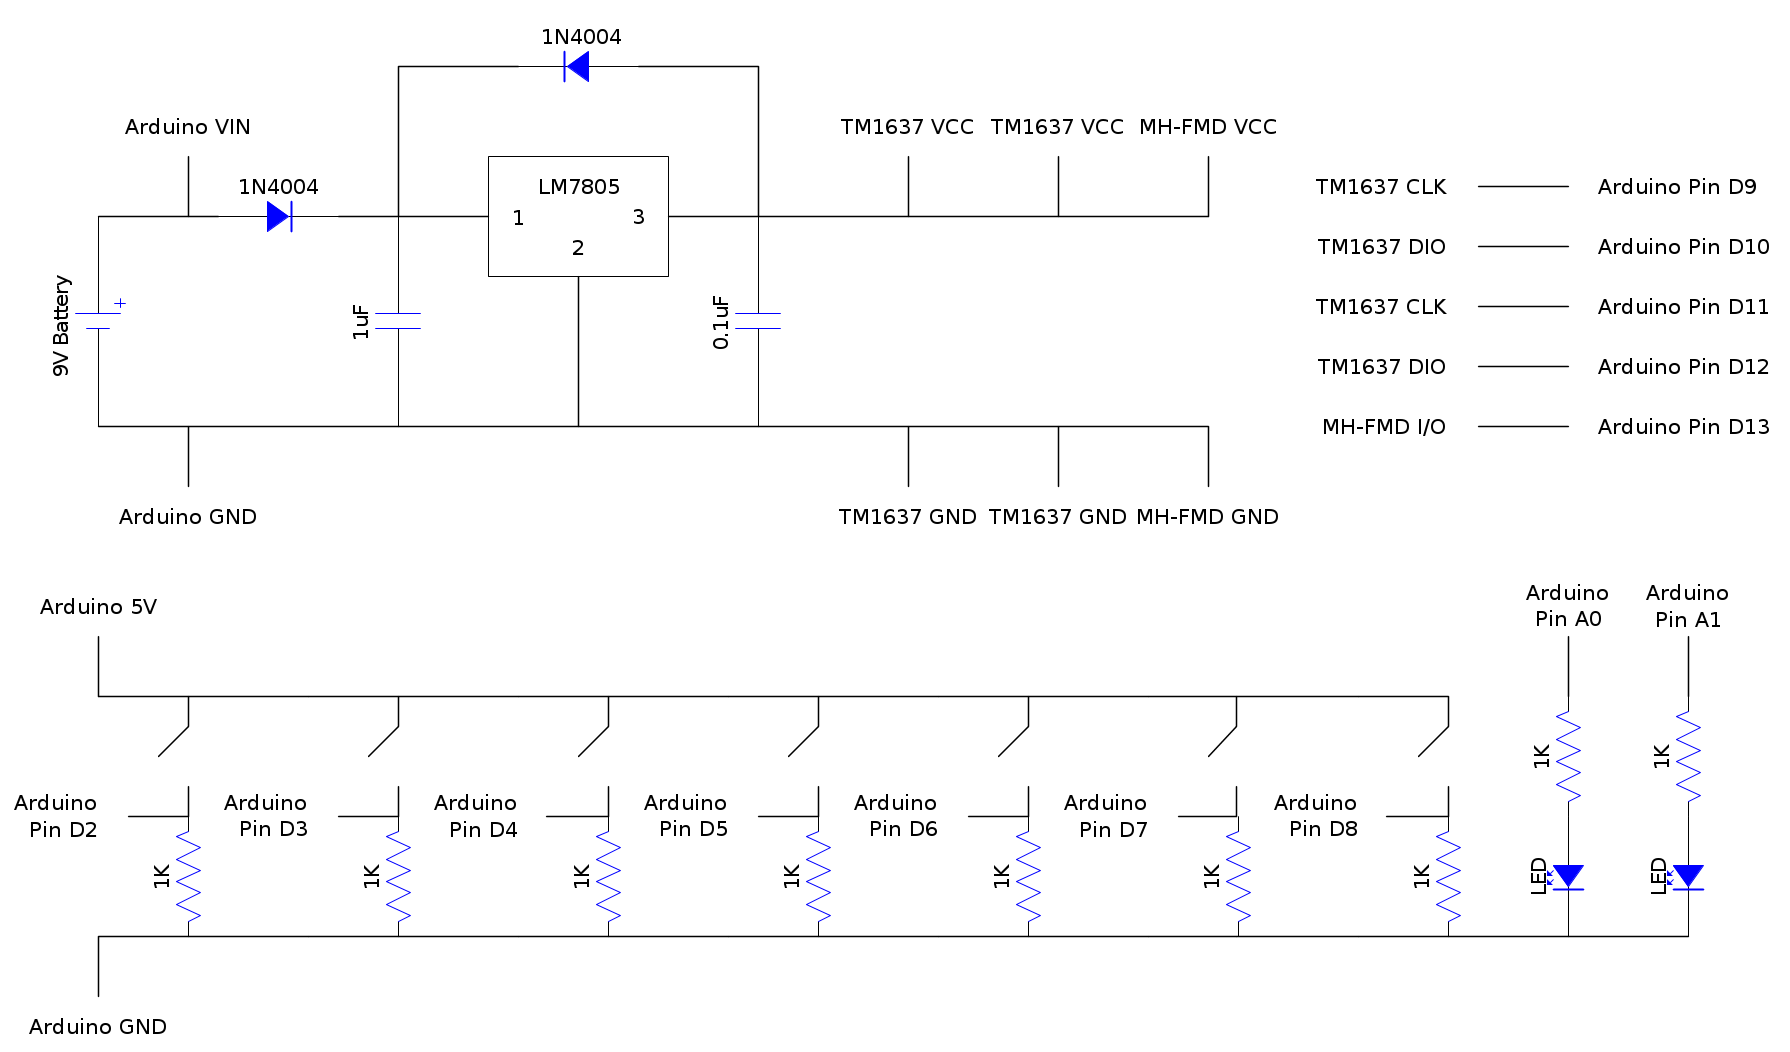 1N4004
Arduino VIN
TM1637 VCC
TM1637 VCC
MH-FMD VCC
1N4004
LM7805
1
3
2
9V Battery
+
1uF
0.1uF
Arduino GND
TM1637 GND
TM1637 GND
MH-FMD GND
TM1637 CLK
Arduino Pin D9
TM1637 DIO
Arduino Pin D10
TM1637 CLK
Arduino Pin D11
TM1637 DIO
Arduino Pin D12
MH-FMD I/O
Arduino Pin D13
Arduino 5V
Arduino
Pin D2
1K
Arduino
Pin D3
1K
Arduino
Pin D4
1K
Arduino
Pin D5
1K
Arduino
Pin D6
1K
Arduino
Pin D7
1K
Arduino
Pin D8
1K
Arduino
Pin A0
1K
LED
Arduino
Pin A1
1K
LED
Arduino GND